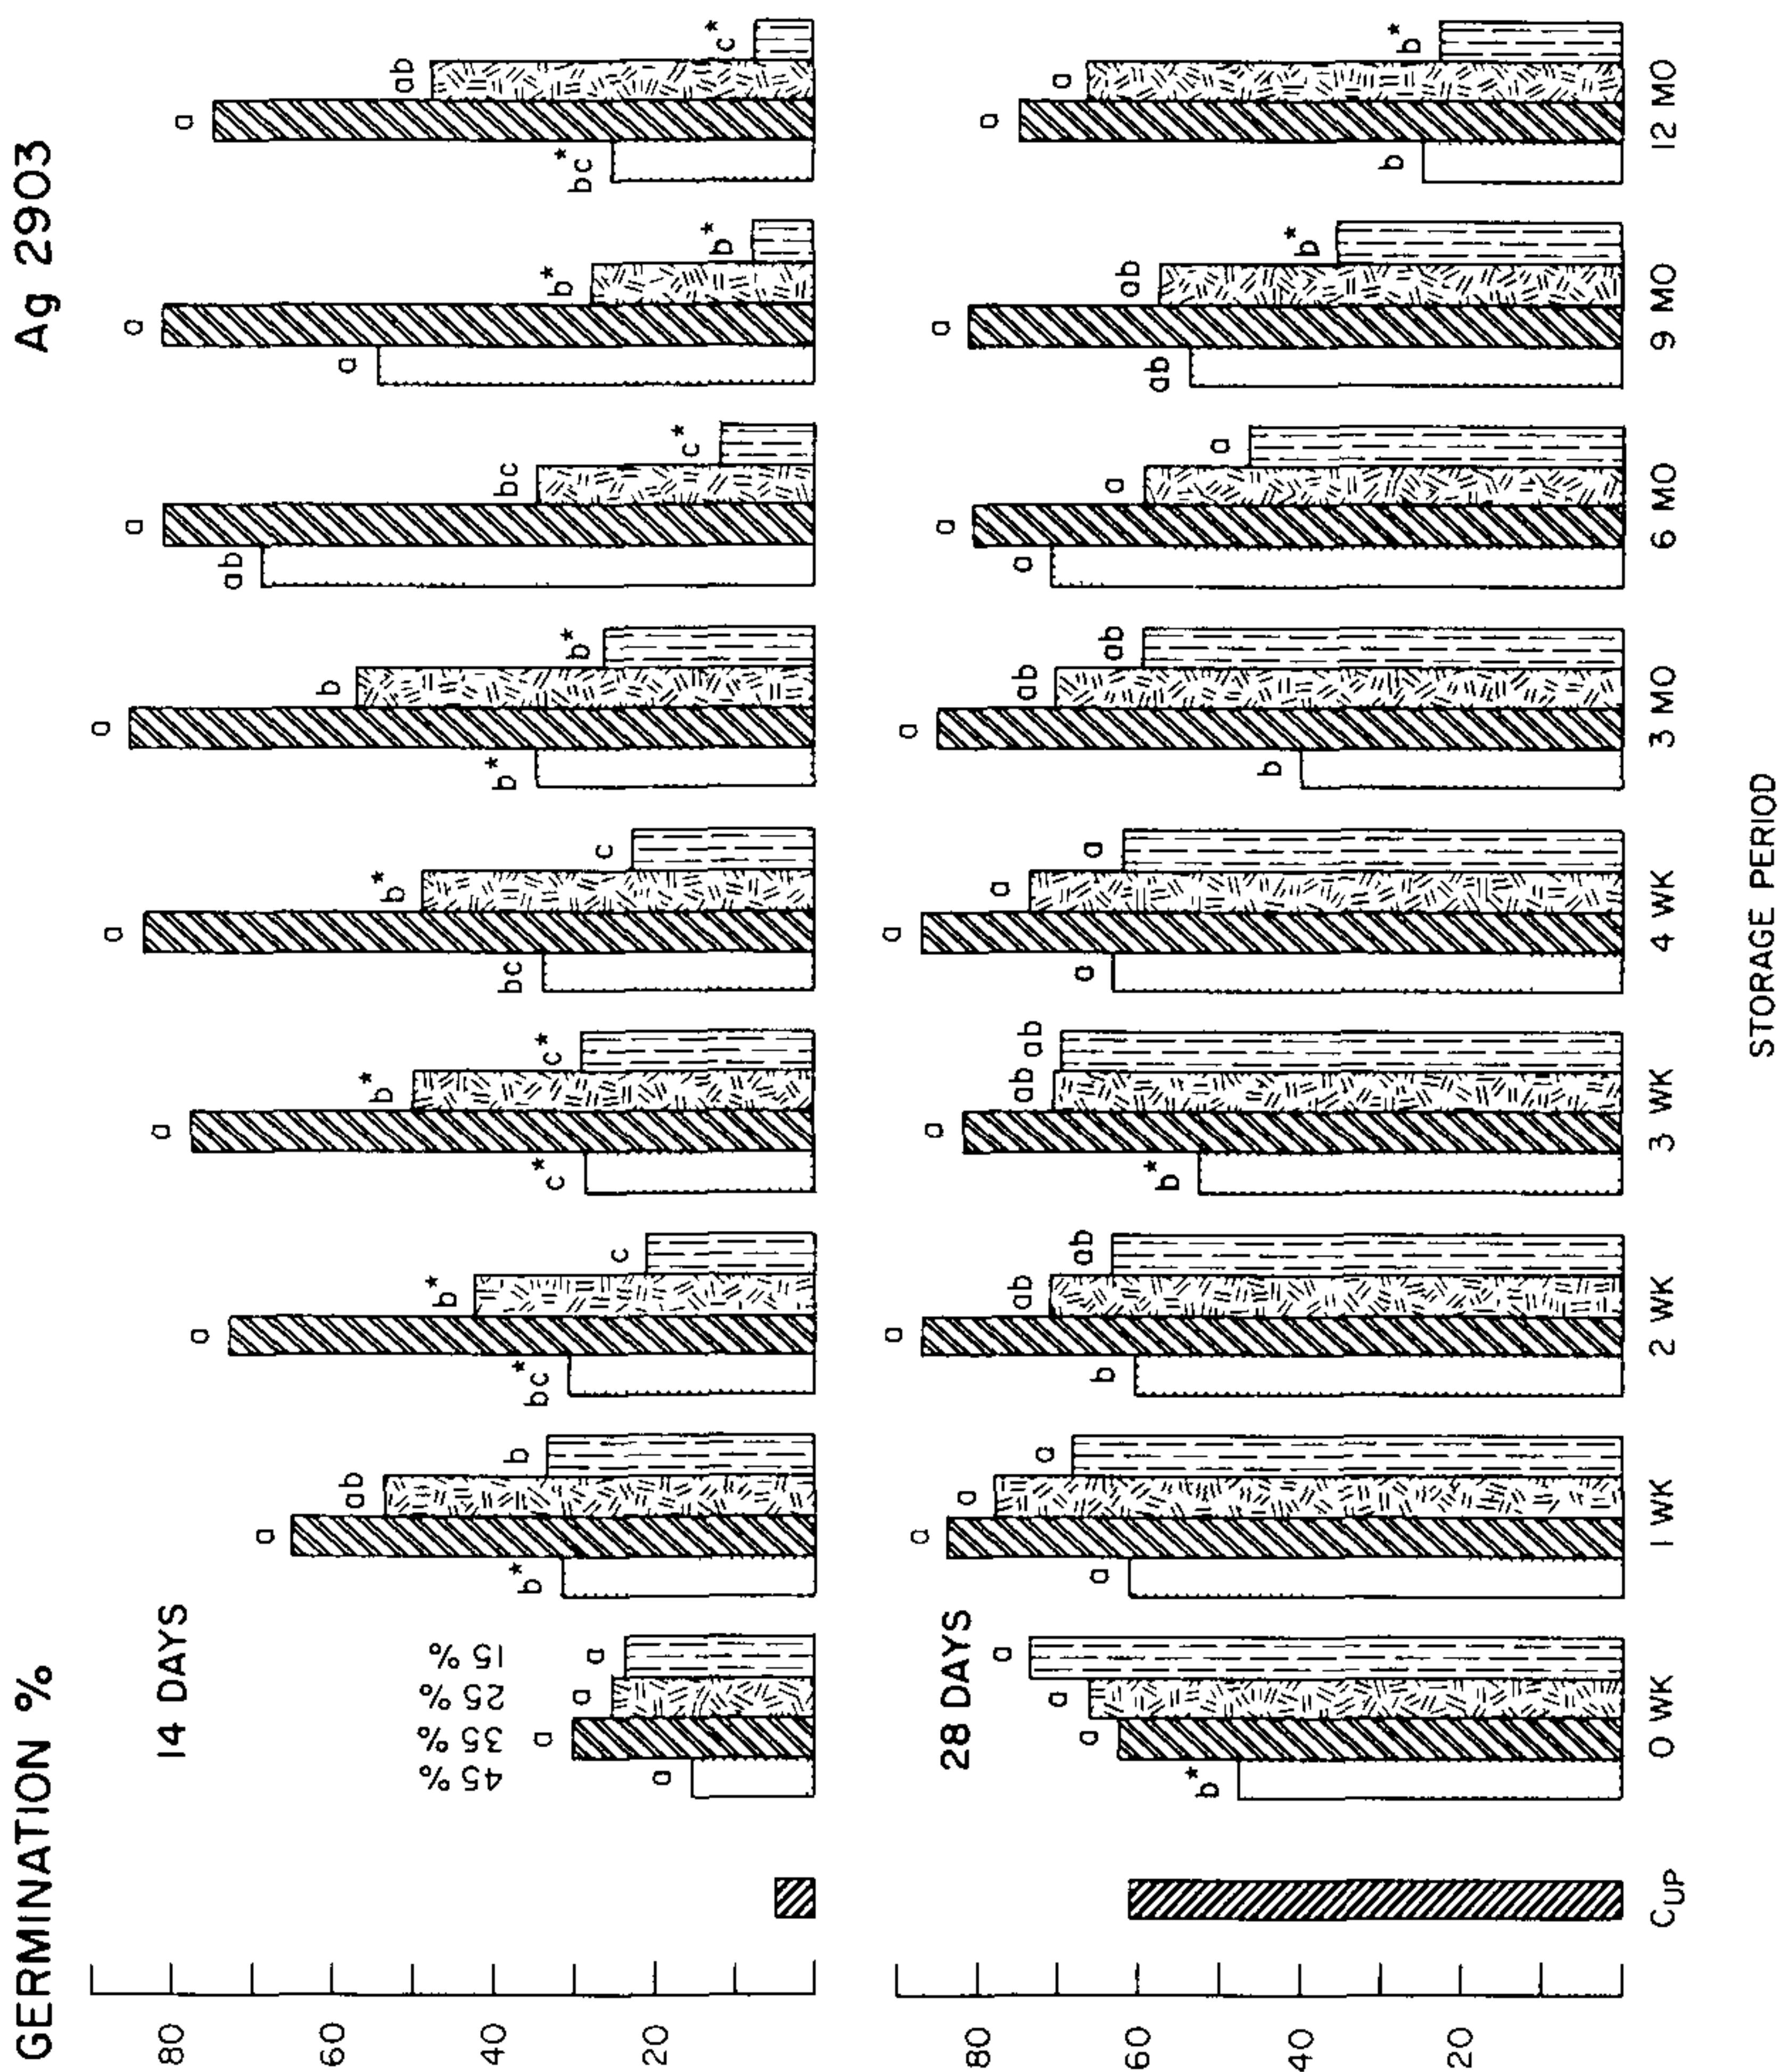 GERMINATION %
Ag 2903
14 DAYS
80
60
40
20
45 %
35 %
25 %
15 %
a a a a
b* a ab b
bc* a b* c
c* a b* c*
bc a b* c
b* a b b*
ab a bc c*
a a b* b*
bc* a ab c*
28 DAYS
80
60
40
20
b* a a a
a a a a
b a ab ab
b* a ab ab
a a a a
b a ab ab
a a a a
ab a ab b*
b a a b*
CUP 0 WK 1 WK 2 WK 3 WK 4 WK 3 MO 6 MO 9 MO 12 MO
STORAGE PERIOD